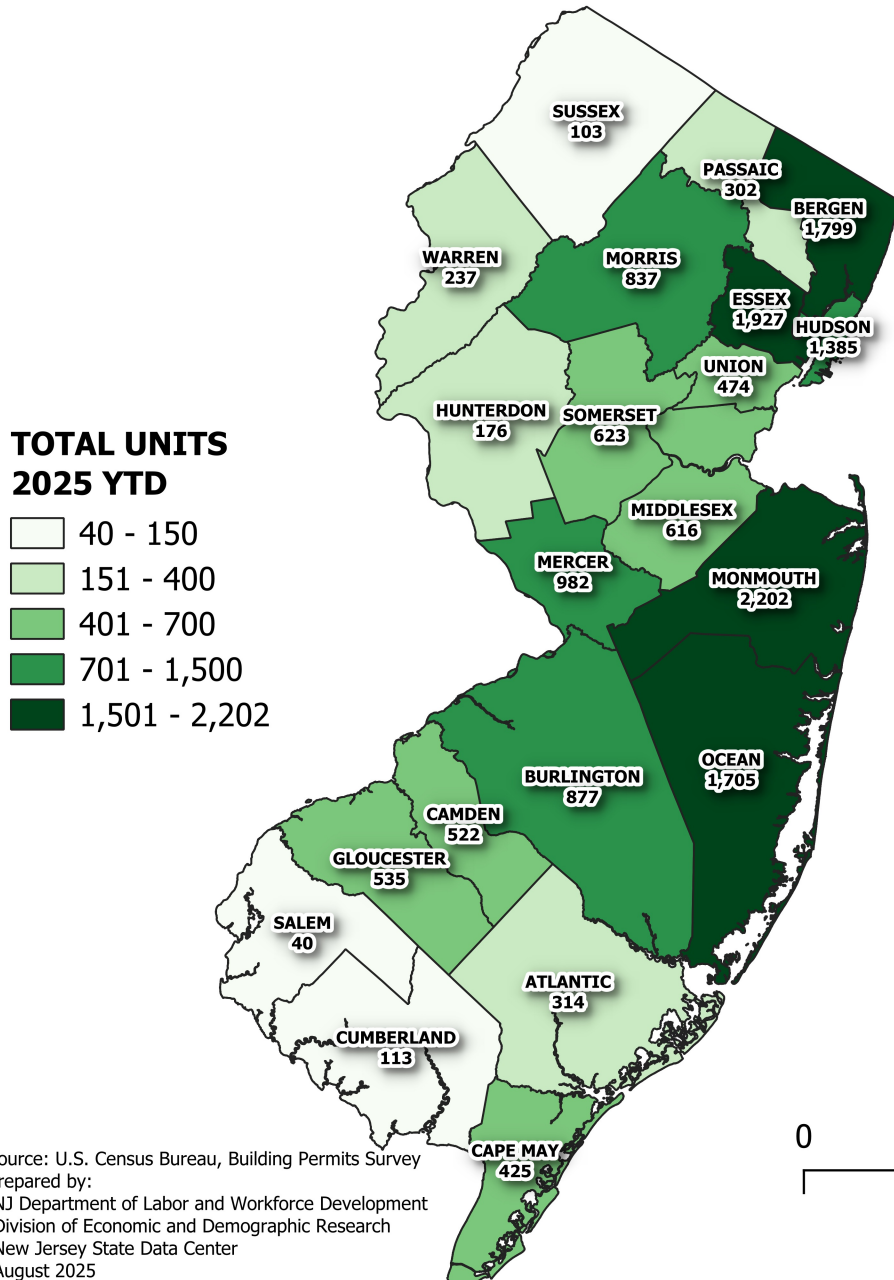 SUSSEX
103
PASSAIC
302
BERGEN
1,799
WARREN
237
MORRIS
837
ESSEX
1,927
HUDSON
1,385
UNION
474
HUNTERDON
176
SOMERSET
623
TOTAL UNITS
2025 YTD
40 - 150
151 - 400
401 - 700
701 - 1,500
1,501 - 2,202
MIDDLESEX
616
MERCER
982
MONMOUTH
2,202
OCEAN
1,705
BURLINGTON
877
CAMDEN
522
GLOUCESTER
535
SALEM
40
ATLANTIC
314
CUMBERLAND
113
CAPE MAY
425
0
ource: U.S. Census Bureau, Building Permits Survey
repared by:
NJ Department of Labor and Workforce Development
Division of Economic and Demographic Research
New Jersey State Data Center
August 2025